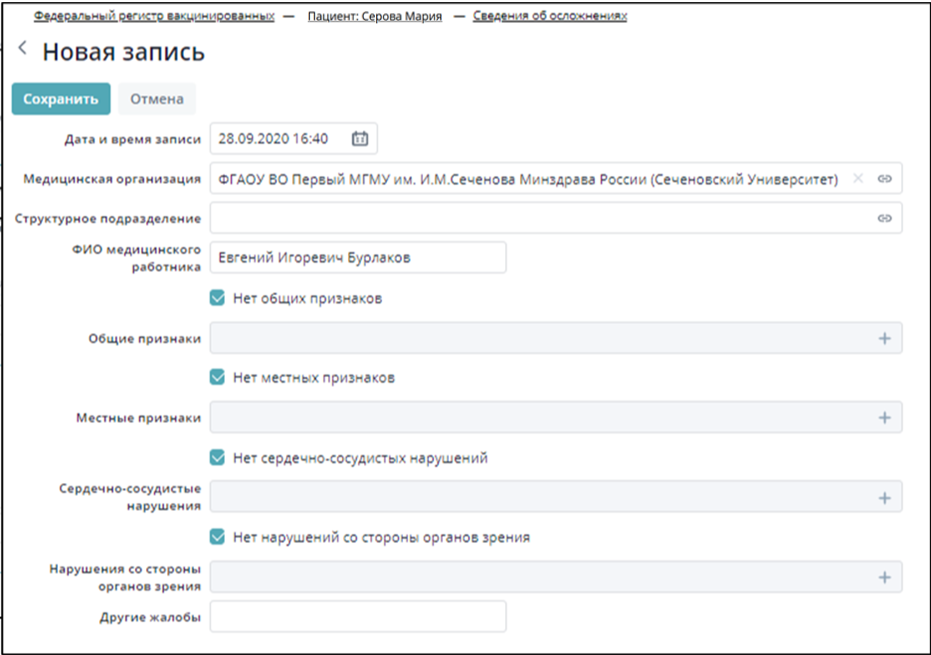 Федеральный регистр вакцинированных — Пациент: Серова Мария — Сведения об осложнениях
Новая запись
Сохранить Отмена
Дата и время записи 28.09.2020 16:40
Медицинская организация ФГАОУ ВО Первый МГМУ им. И.М.Сеченова Минздрава России (Сеченовский Университет)
Структурное подразделение
ФИО медицинского
работника Евгений Игоревич Бурлаков
Нет общих признаков
Общие признаки
Нет местных признаков
Местные признаки
Нет сердечно-сосудистых нарушений
Сердечно-сосудистые
нарушения
Нет нарушений со стороны органов зрения
Нарушения со стороны
органов зрения
Другие жалобы